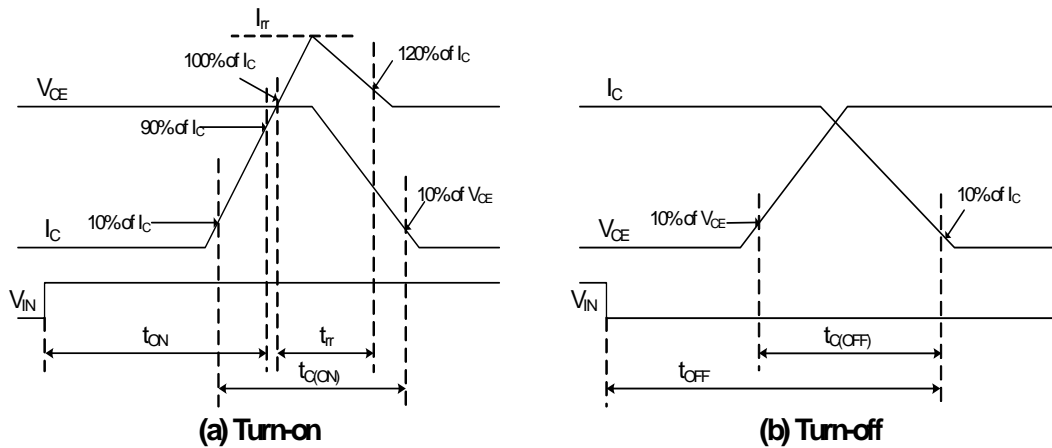 Irr
100% of IC
120% of IC
VCE
90% of IC
10% of IC
10% of VCE
IC
VIN
tON
trr
tC(ON)
(a) Turn-on
IC
10% of VCE
10% of IC
VCE
VIN
tC(OFF)
tOFF
(b) Turn-off